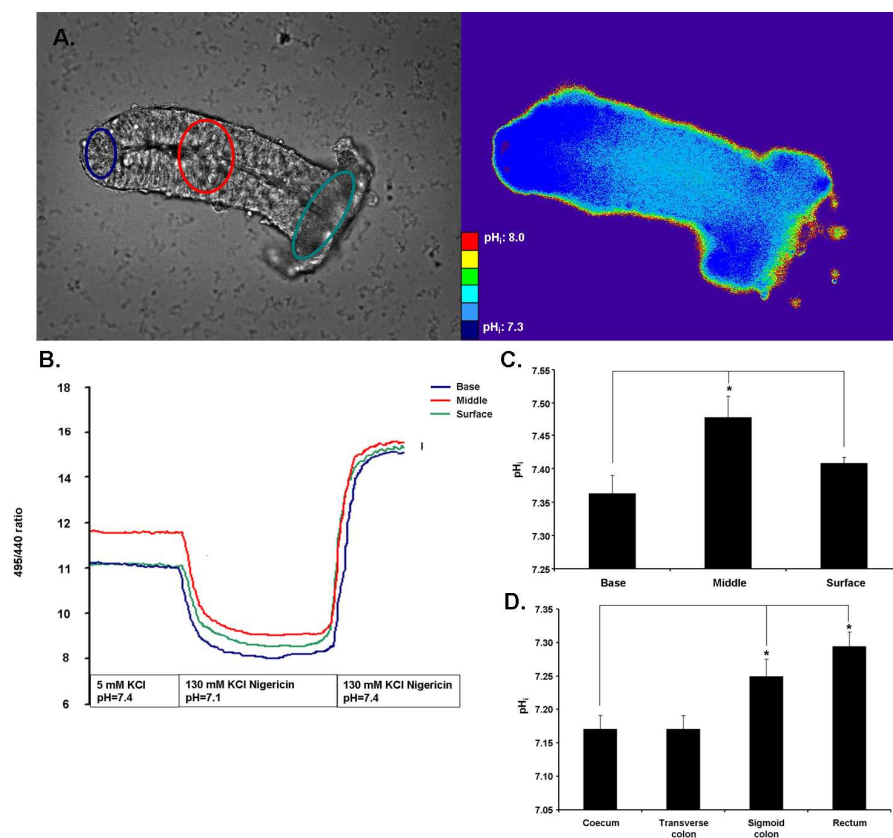 A.
pHi: 8.0
pHi: 7.3
B.
18
16
14
12
11
10
8
6
495/440 ratio
Base
Middle
Surface
5 mM KCl
pH=7.4
130 mM KCl Nigericin
pH=7.1
130 mM KCl Nigericin
pH=7.4
C.
7.55
7.50
7.45
7.40
7.35
7.30
7.25
pHi
*
Base
Middle
Surface
D.
7.35
7.30
7.25
7.20
7.15
7.10
7.05
pHi
*
*
Coecum
Transverse
colon
Sigmoid
colon
Rectum